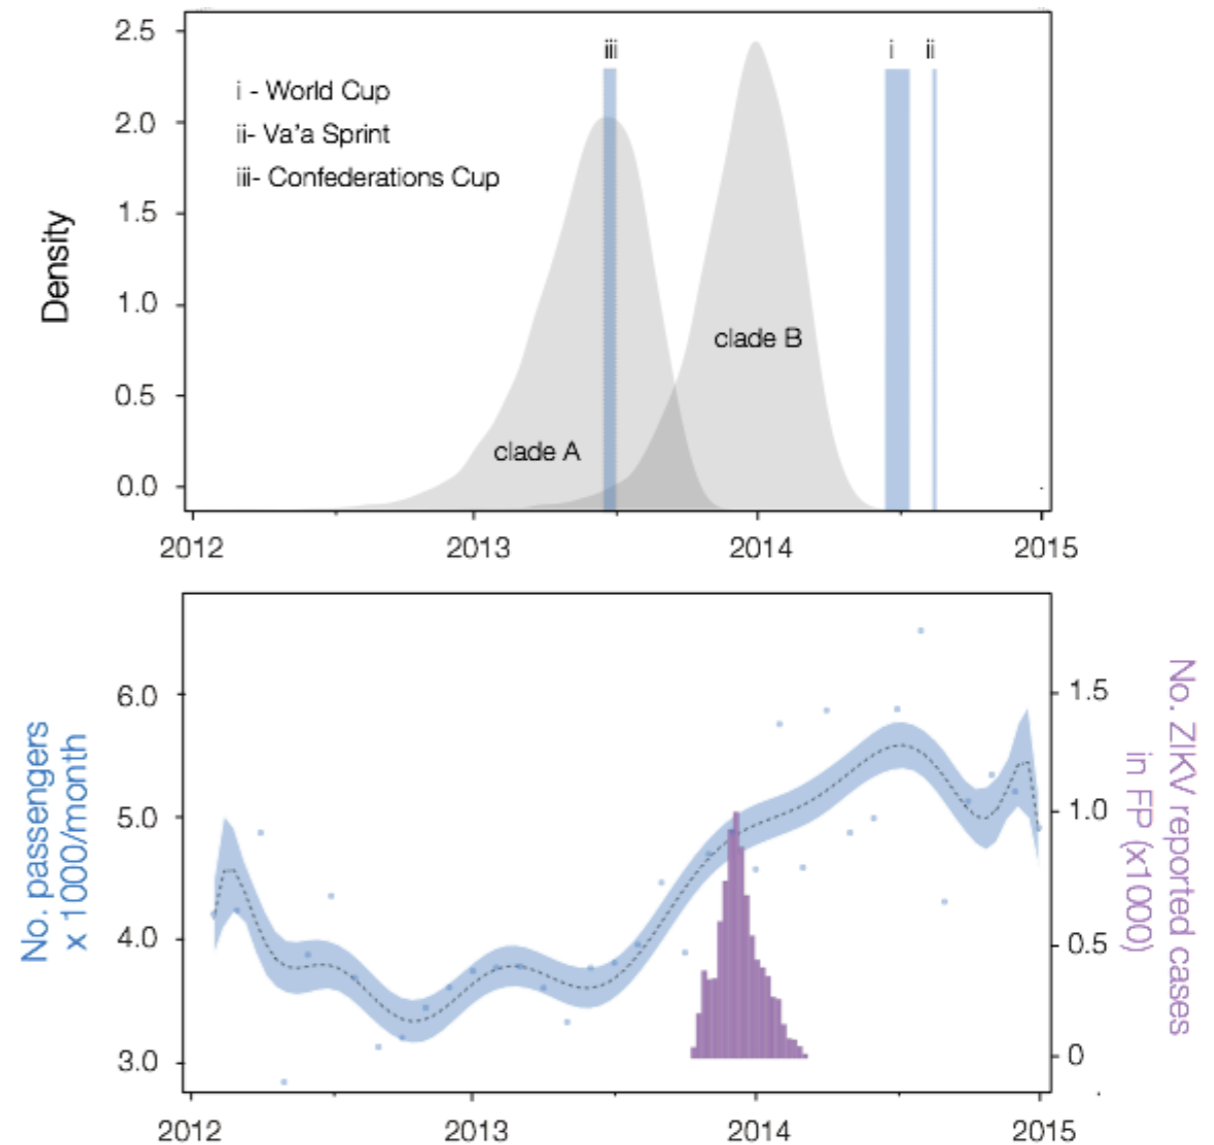 2.5
2.0
1.5
1.0
0.5
0.0
Density
iii
i
ii
i - World Cup
ii- Va'a Sprint
iii- Confederations Cup
clade A
clade B
2012
2013
2014
2015
No. passengers
x 1000/month
6.0
5.0
4.0
3.0
1.5
1.0
0.5
0
No. ZIKV reported cases
in FP (x1000)
2012
2013
2014
2015